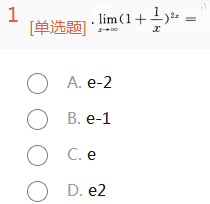 1 [单选题] . lim x→∞ (1 + 1/x)^2x =
A. e-2
B. e-1
C. e
D. e2